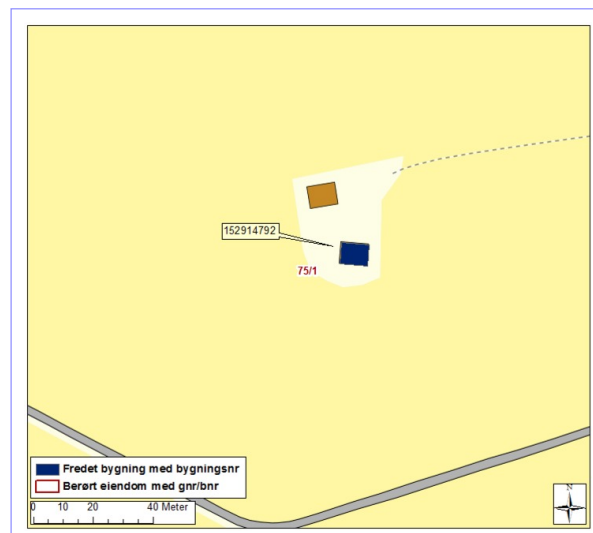 152914792
75/1
Fredet bygning med bygningsnr
Berørt eiendom med gnr/bnr
0 10 20 40 Meter
N